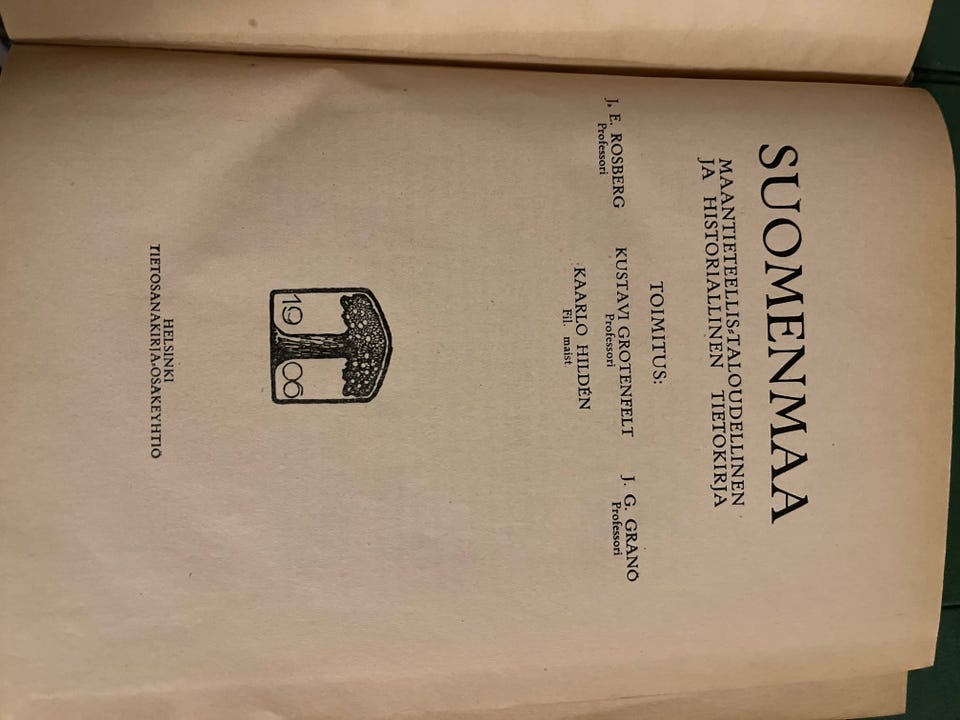 SUOMENMAA
MAANTIETEELLIS-TALOUDELLINEN
JA HISTORIALLINEN TIETOKIRJA
TOIMITUS:
J. E. ROSBERG KUSTAVI GROTENFELT J. G. GRANÖ
Professori Professori Professori
KAARLO HILDÉN
Fil. maist.
19 06
HELSINKI
TIETOSANAKIRJA-OSAKEYHTIÖ